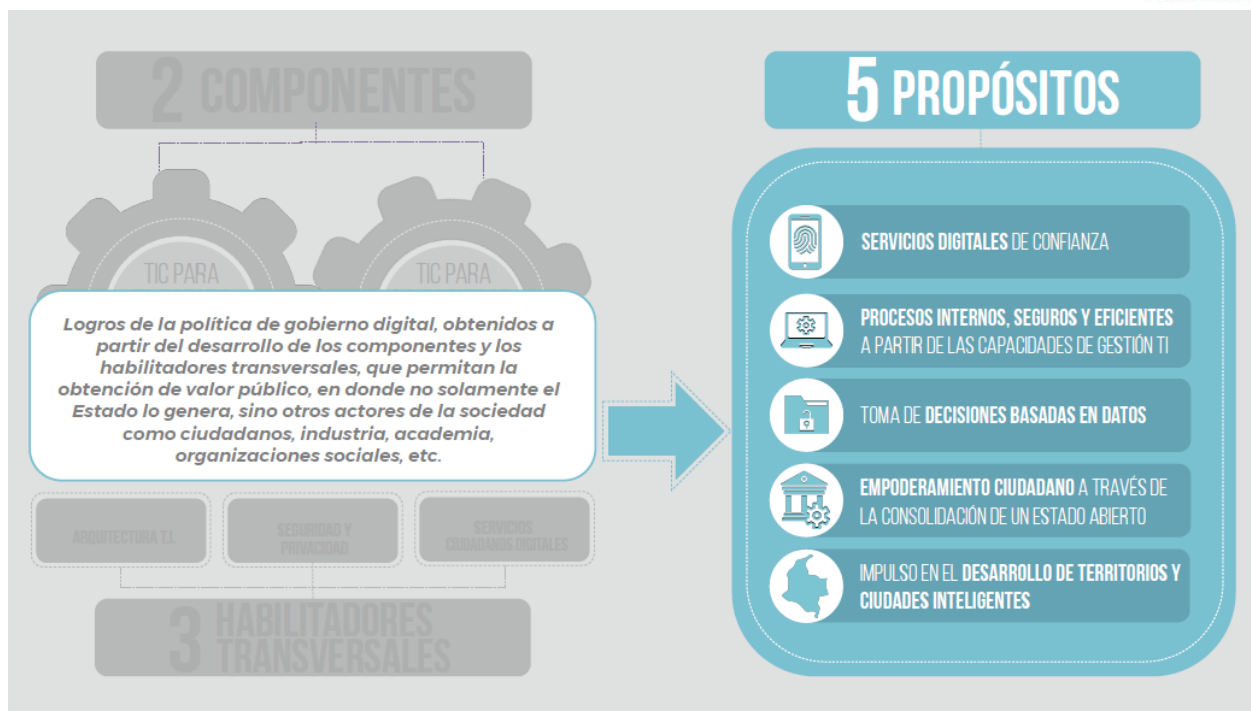 2 COMPONENTES
TIC PARA
TIC PARA
Logros de la política de gobierno digital, obtenidos a
partir del desarrollo de los componentes y los
habilitadores transversales, que permitan la
obtención de valor público, en donde no solamente el
Estado lo genera, sino otros actores de la sociedad
como ciudadanos, industria, academia,
organizaciones sociales, etc.
ARQUITECTURA T.I.
SEGURIDAD Y
PRIVACIDAD
SERVICIOS
CIUDADANOS DIGITALES
3 HABILITADORES
TRANSVERSALES
5 PROPÓSITOS
SERVICIOS DIGITALES DE CONFIANZA
PROCESOS INTERNOS, SEGUROS Y EFICIENTES
A PARTIR DE LAS CAPACIDADES DE GESTIÓN TI
TOMA DE DECISIONES BASADAS EN DATOS
EMPODERAMIENTO CIUDADANO A TRAVÉS DE
LA CONSOLIDACIÓN DE UN ESTADO ABIERTO
IMPULSO EN EL DESARROLLO DE TERRITORIOS Y
CIUDADES INTELIGENTES